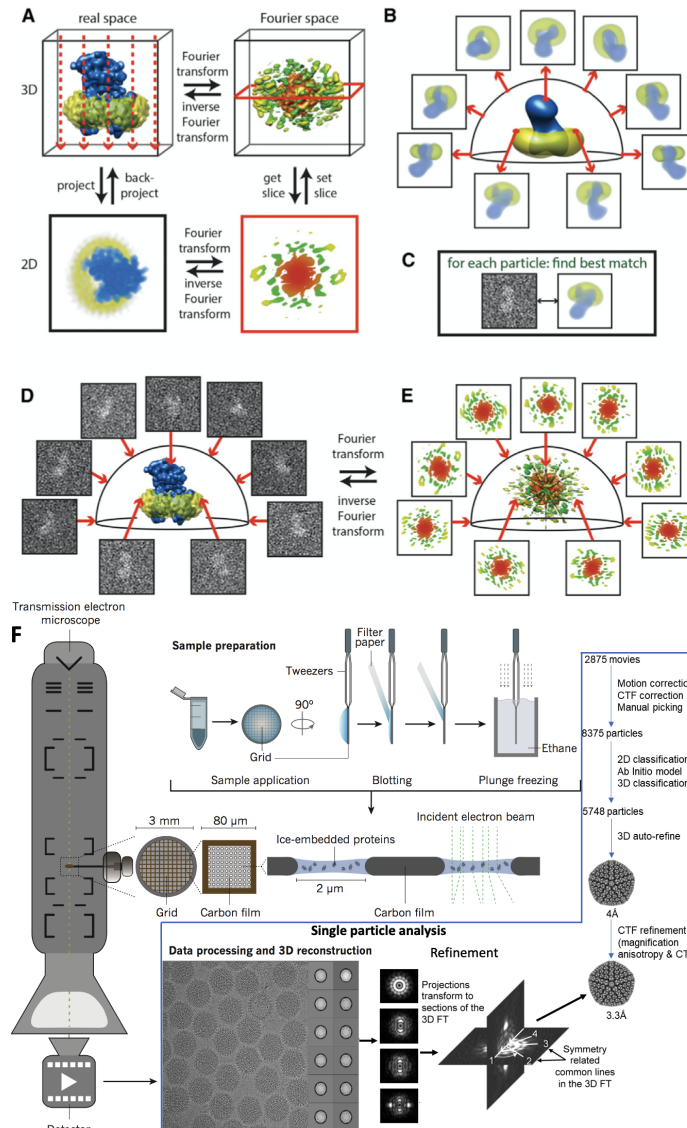 A
real space
Fourier space
3D
Fourier
transform
inverse
Fourier
transform
project
back-
project
get
slice
set
slice
2D
Fourier
transform
inverse
Fourier
transform
B
C
for each particle: find best match
D
Fourier
transform
inverse
Fourier
transform
E
F
Transmission electron
microscope
Sample preparation
Tweezers
Filter
paper
90º
Grid
Ethane
Sample application
Blotting
Plunge freezing
3 mm
80 µm
Ice-embedded proteins
Incident electron beam
2 µm
Grid
Carbon film
Carbon film
2875 movies
Motion correctio
CTF correction
Manual picking
8375 particles
2D classification
Ab Initio model
3D classification
5748 particles
3D auto-refine
4Å
CTF refinement
(magnification
anisotropy & CT
3.3Å
Single particle analysis
Data processing and 3D reconstruction
Refinement
Projections
transform to
sections of the
3D FT
4
3
1
2
Symmetry
related
common lines
in the 3D FT